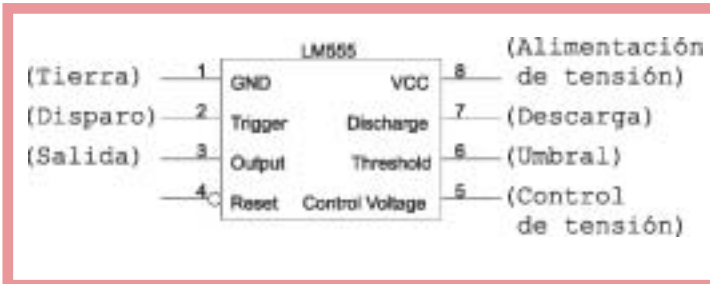 LM555
(Tierra) 1 GND
(Disparo) 2 Trigger
(Salida) 3 Output
4 Reset
VCC 8 (Alimentación
de tensión)
Discharge 7 (Descarga)
Threshold 6 (Umbral)
Control Voltage 5 (Control
de tensión)